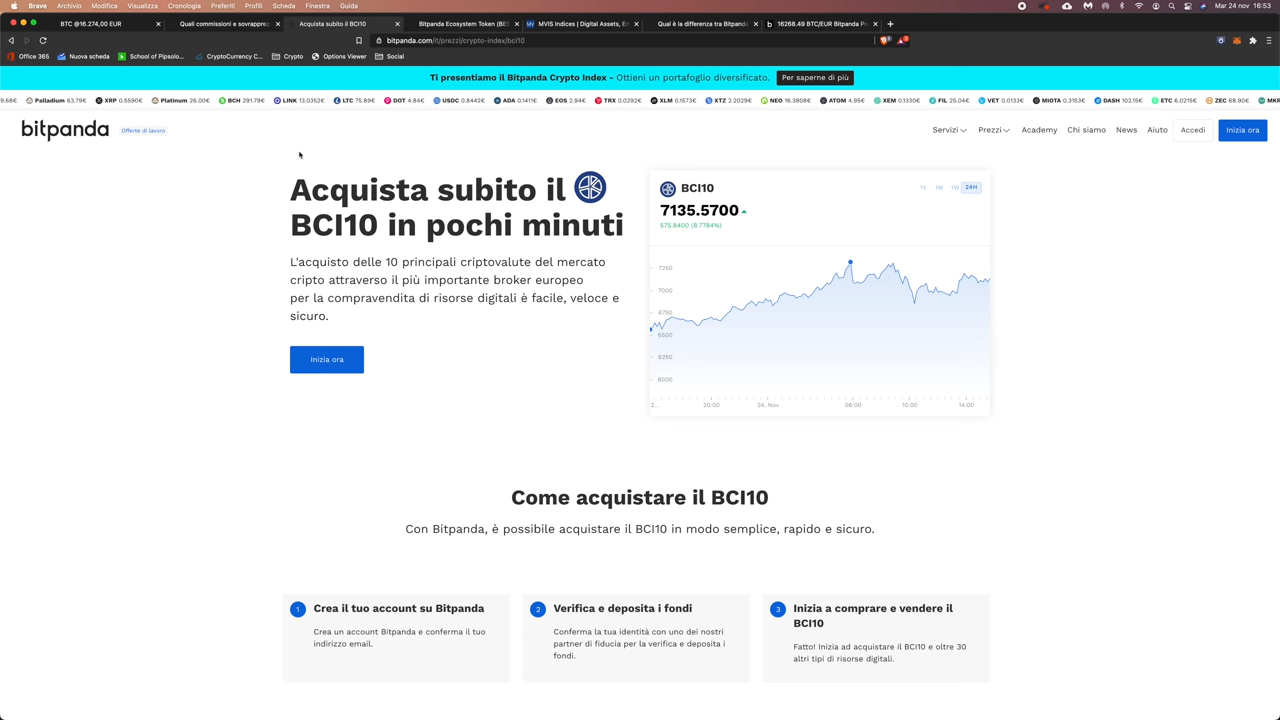 Brave Archivio Modifica Visualizza Cronologia Preferiti Profili Scheda Finestra Guida Mar 24 nov 16:53
BTC @16.274,00 EUR Quali commissioni e sovrappre Acquista subito il BCI10 Bitpanda Ecosystem Token (BES MVIS Indices | Digital Assets, En Qual è la differenza tra Bitpanda 16268.49 BTC/EUR Bitpanda Pr
bitpanda.com/it/prezzi/crypto-index/bci10
Office 365 Nuova scheda School of Pipsolo... CryptoCurrency C... Crypto Options Viewer Social
Ti presentiamo il Bitpanda Crypto Index - Ottieni un portafoglio diversificato. Per saperne di più
9.68€ Palladium 63.79€ XRP 0.5590€ Platinum 26.00€ BCH 291.79€ LINK 13.0352€ LTC 75.89€ DOT 4.84€ USDC 0.8442€ ADA 0.1411€ EOS 2.94€ TRX 0.0292€ XLM 0.1573€ XTZ 2.2029€ NEO 16.3808€ ATOM 4.95€ XEM 0.1330€ FIL 25.04€ VET 0.0133€ MIOTA 0.3153€ DASH 102.15€ ETC 6.0215€ ZEC 68.90€ MKR
bitpanda Offerte di lavoro Servizi Prezzi Academy Chi siamo News Aiuto Accedi Inizia ora
Acquista subito il
BCI10 in pochi minuti
L'acquisto delle 10 principali criptovalute del mercato
cripto attraverso il più importante broker europeo
per la compravendita di risorse digitali è facile, veloce e
sicuro.
Inizia ora
BCI10 1Y 1M 1W 24H
7135.5700
575.8400 (8.7784%)
7250
7000
6750
6500
6250
6000
2... 20:00 24. Nov 06:00 10:00 14:00
Come acquistare il BCI10
Con Bitpanda, è possibile acquistare il BCI10 in modo semplice, rapido e sicuro.
1 Crea il tuo account su Bitpanda
Crea un account Bitpanda e conferma il tuo
indirizzo email.
2 Verifica e deposita i fondi
Conferma la tua identità con uno dei nostri
partner di fiducia per la verifica e deposita i
fondi.
3 Inizia a comprare e vendere il
BCI10
Fatto! Inizia ad acquistare il BCI10 e oltre 30
altri tipi di risorse digitali.